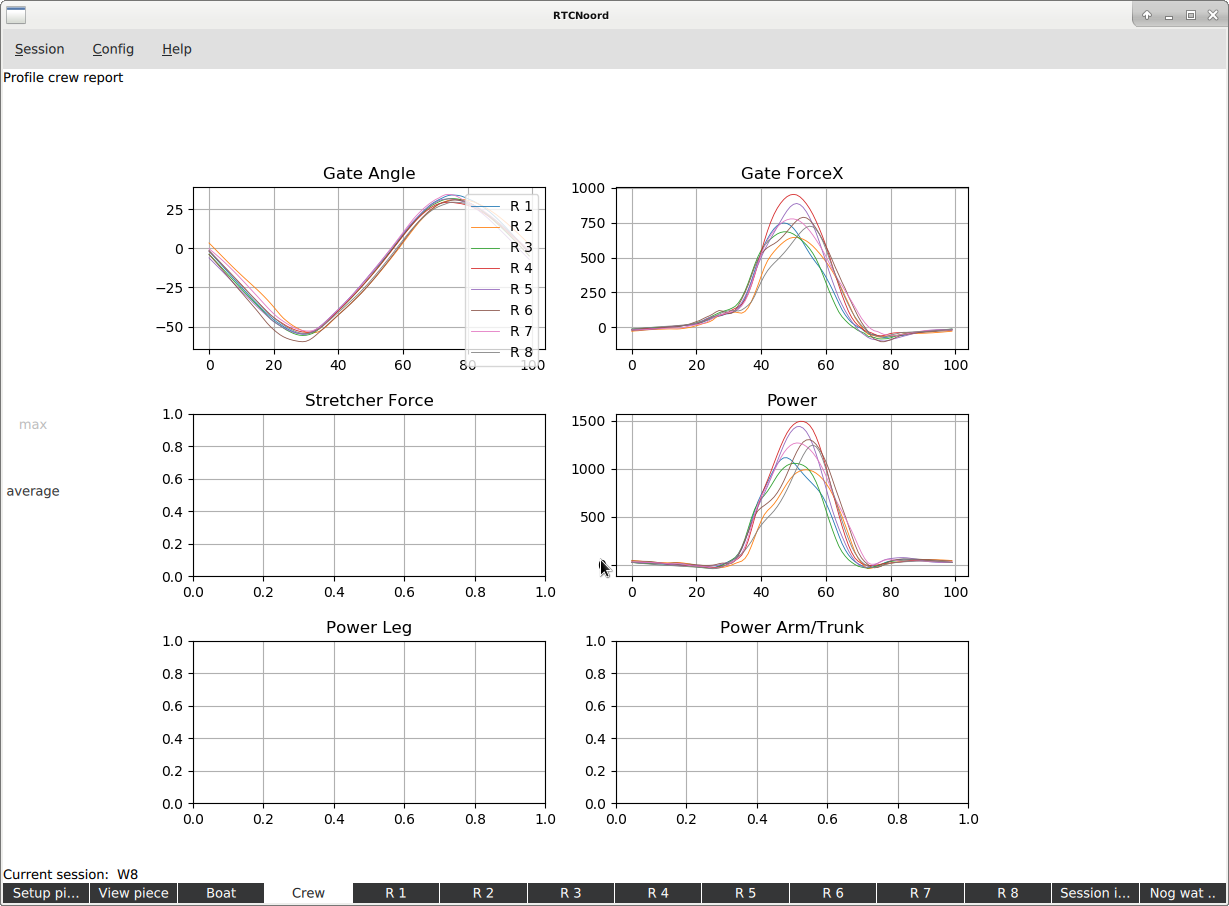 RTCNoord
Session Config Help
Profile crew report
Gate Angle
25
0
−25
−50
0 20 40 60 80 100
R 1
R 2
R 3
R 4
R 5
R 6
R 7
R 8
Gate ForceX
1000
750
500
250
0
0 20 40 60 80 100
max
average
Stretcher Force
1.0
0.8
0.6
0.4
0.2
0.0
0.0 0.2 0.4 0.6 0.8 1.0
Power
1500
1000
500
0 20 40 60 80 100
Power Leg
1.0
0.8
0.6
0.4
0.2
0.0
0.0 0.2 0.4 0.6 0.8 1.0
Power Arm/Trunk
1.0
0.8
0.6
0.4
0.2
0.0
0.0 0.2 0.4 0.6 0.8 1.0
Current session: W8
Setup pi... View piece Boat Crew R 1 R 2 R 3 R 4 R 5 R 6 R 7 R 8 Session i... Nog wat ..